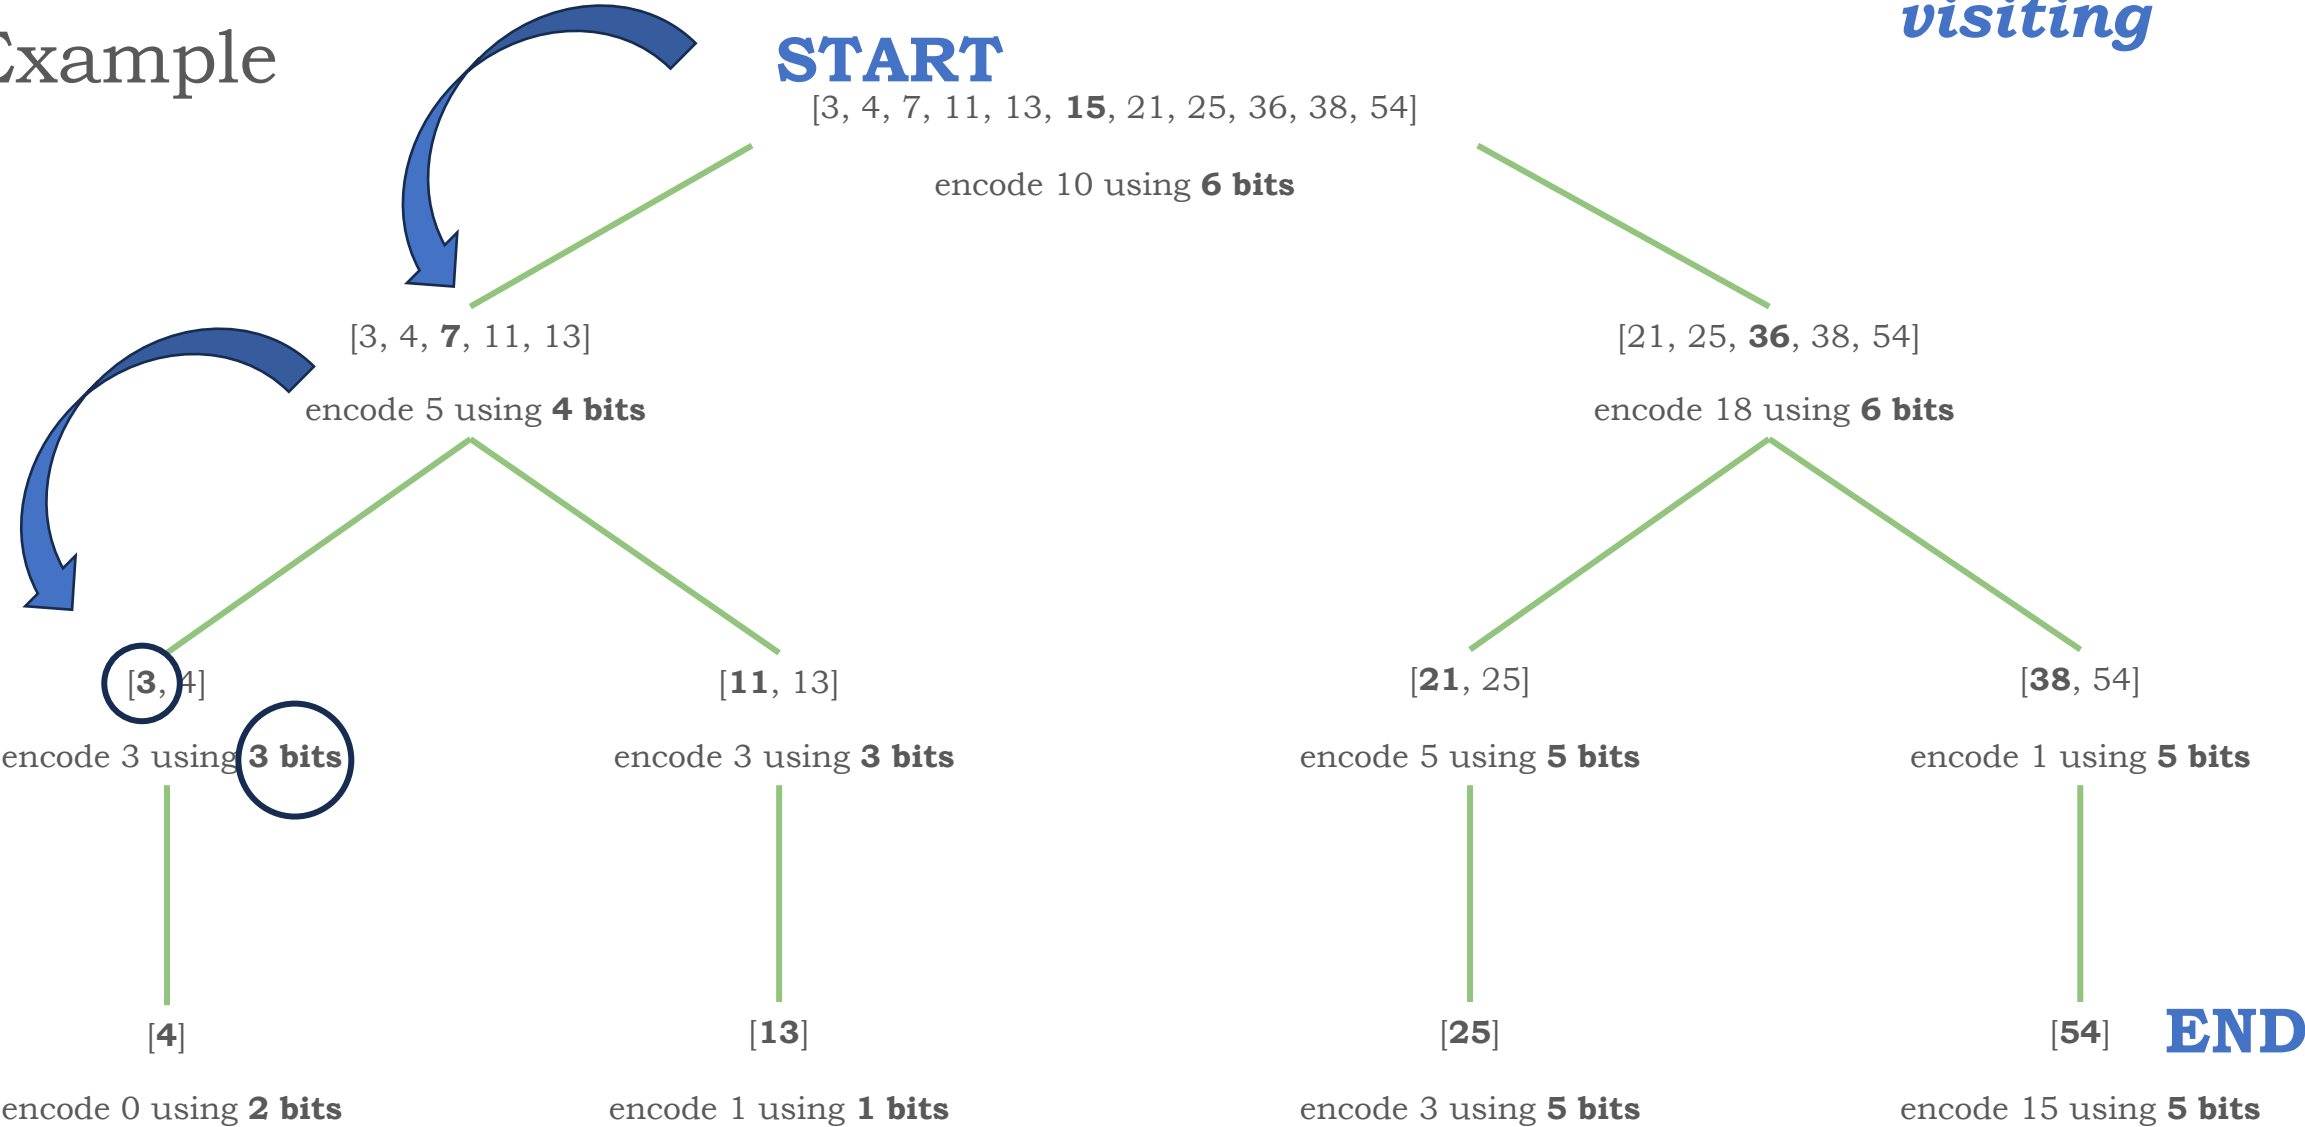 visiting
Example
START
[3, 4, 7, 11, 13, 15, 21, 25, 36, 38, 54]
encode 10 using 6 bits
[3, 4, 7, 11, 13]
[21, 25, 36, 38, 54]
encode 5 using 4 bits
encode 18 using 6 bits
[3, 4]
[11, 13]
[21, 25]
[38, 54]
encode 3 using 3 bits
encode 3 using 3 bits
encode 5 using 5 bits
encode 1 using 5 bits
[4]
[13]
[25]
[54]
END
encode 0 using 2 bits
encode 1 using 1 bits
encode 3 using 5 bits
encode 15 using 5 bits